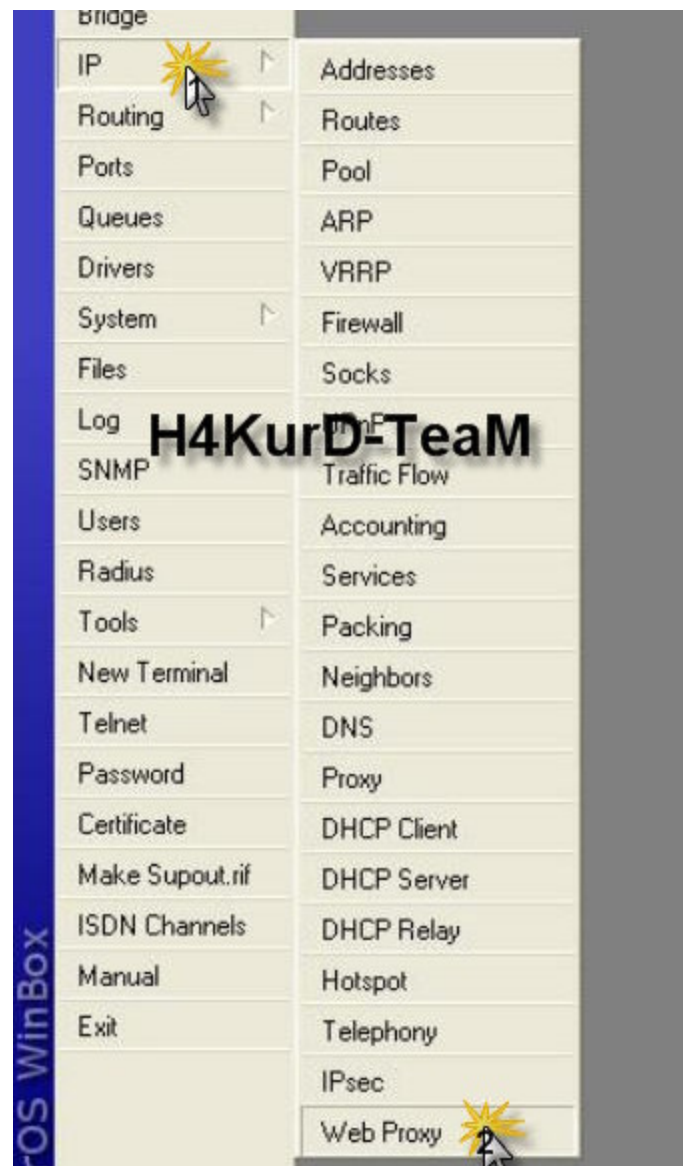 Bridge
IP
1
Routing
Ports
Queues
Drivers
System
Files
Log
SNMP
Users
Radius
Tools
New Terminal
Telnet
Password
Certificate
Make Supout.rif
ISDN Channels
Manual
Exit
Addresses
Routes
Pool
ARP
VRRP
Firewall
Socks
UPnP
Traffic Flow
Accounting
Services
Packing
Neighbors
DNS
Proxy
DHCP Client
DHCP Server
DHCP Relay
Hotspot
Telephony
IPsec
Web Proxy
2
H4KurD-TeaM
rOS WinBox